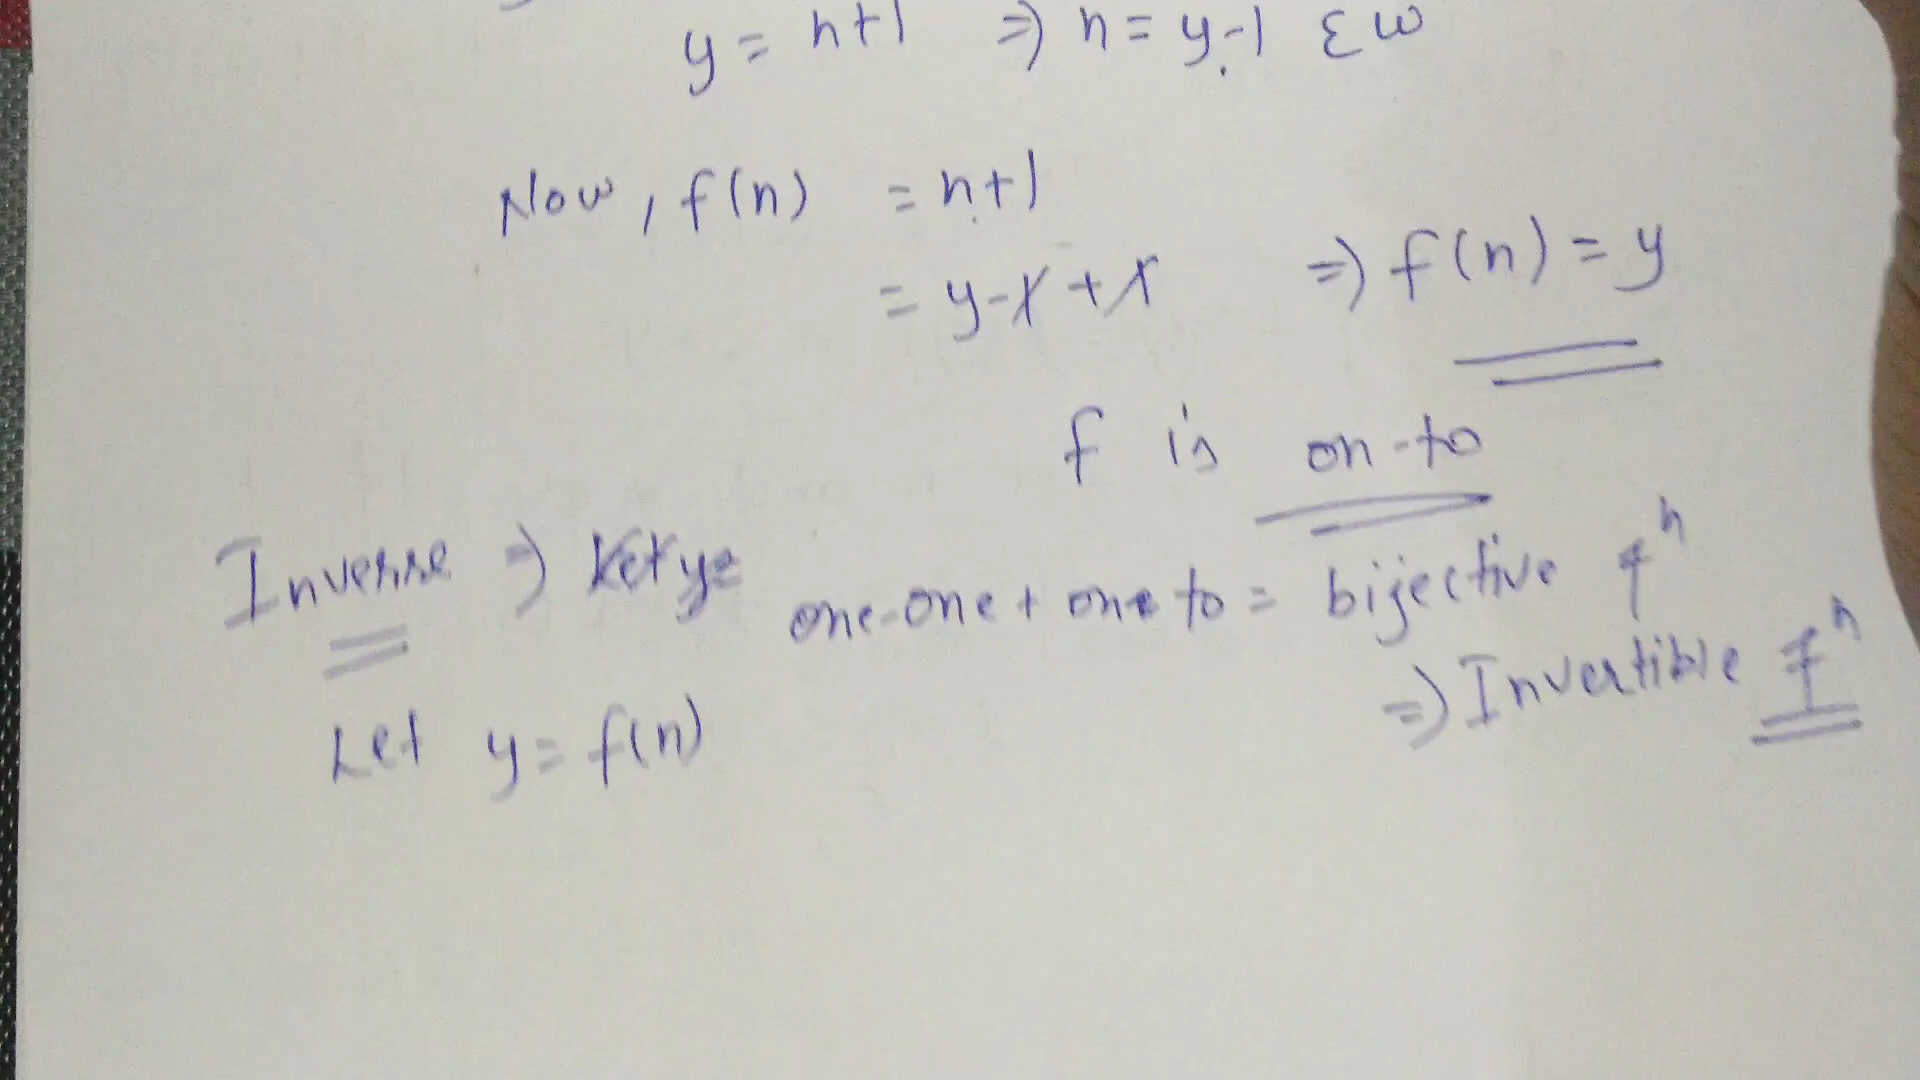 y = n+1 ⇒ n = y-1 ∈ W
Now, f(n) = n+1
= y-1+1 ⇒ f(n) = y
f is on-to
Inverse ⇒ Let y=
one-one + one to = bijective fⁿ
⇒ Invertible fⁿ
Let y = f(n)